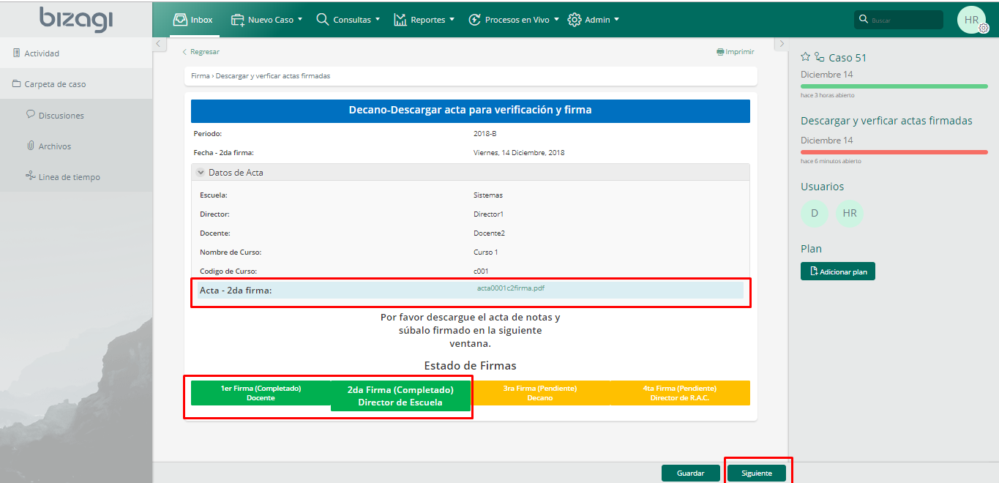 bizagi
Inbox
Nuevo Caso
Consultas
Reportes
Procesos en Vivo
Admin
Buscar
HR
Actividad
Carpeta de caso
Discusiones
Archivos
Linea de tiempo
Regresar
Imprimir
Firma › Descargar y verficar actas firmadas
Decano-Descargar acta para verificación y firma
Periodo: 2018-B
Fecha - 2da firma: Viernes, 14 Diciembre, 2018
Datos de Acta
Escuela: Sistemas
Director: Director1
Docente: Docente2
Nombre de Curso: Curso 1
Codigo de Curso: c001
Acta - 2da firma: acta0001c2firma.pdf
Por favor descargue el acta de notas y
súbalo firmado en la siguiente
ventana.
Estado de Firmas
1er Firma (Completado)
Docente
2da Firma (Completado)
Director de Escuela
3ra Firma (Pendiente)
Decano
4ta Firma (Pendiente)
Director de R.A.C.
Guardar
Siguiente
Caso 51
Diciembre 14
hace 3 horas abierto
Descargar y verficar actas firmadas
Diciembre 14
hace 6 minutos abierto
Usuarios
D
HR
Plan
Adicionar plan